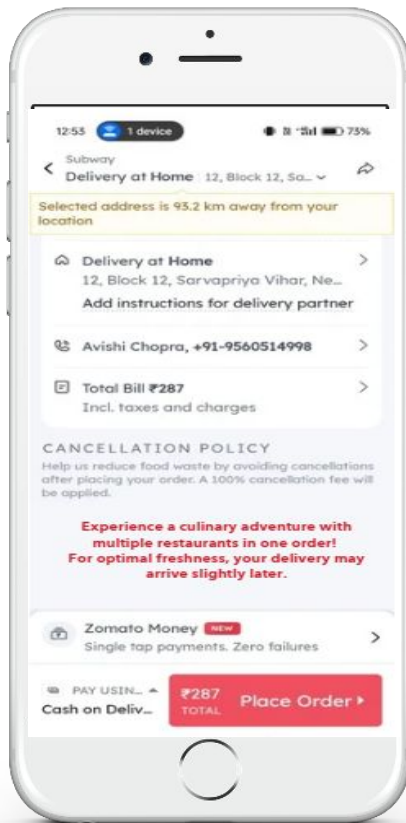 12:53 1 device 73%
Subway
Delivery at Home 12, Block 12, Sa...
Selected address is 93.2 km away from your
location
Delivery at Home
12, Block 12, Sarvapriya Vihar, Ne...
Add instructions for delivery partner
Avishi Chopra, +91-9560514998
Total Bill ₹287
Incl. taxes and charges
CANCELLATION POLICY
Help us reduce food waste by avoiding cancellations
after placing your order. A 100% cancellation fee will
be applied.
Experience a culinary adventure with
multiple restaurants in one order!
For optimal freshness, your delivery may
arrive slightly later.
Zomato Money NEW
Single tap payments. Zero failures
PAY USIN...
Cash on Deliv...
₹287
TOTAL
Place Order